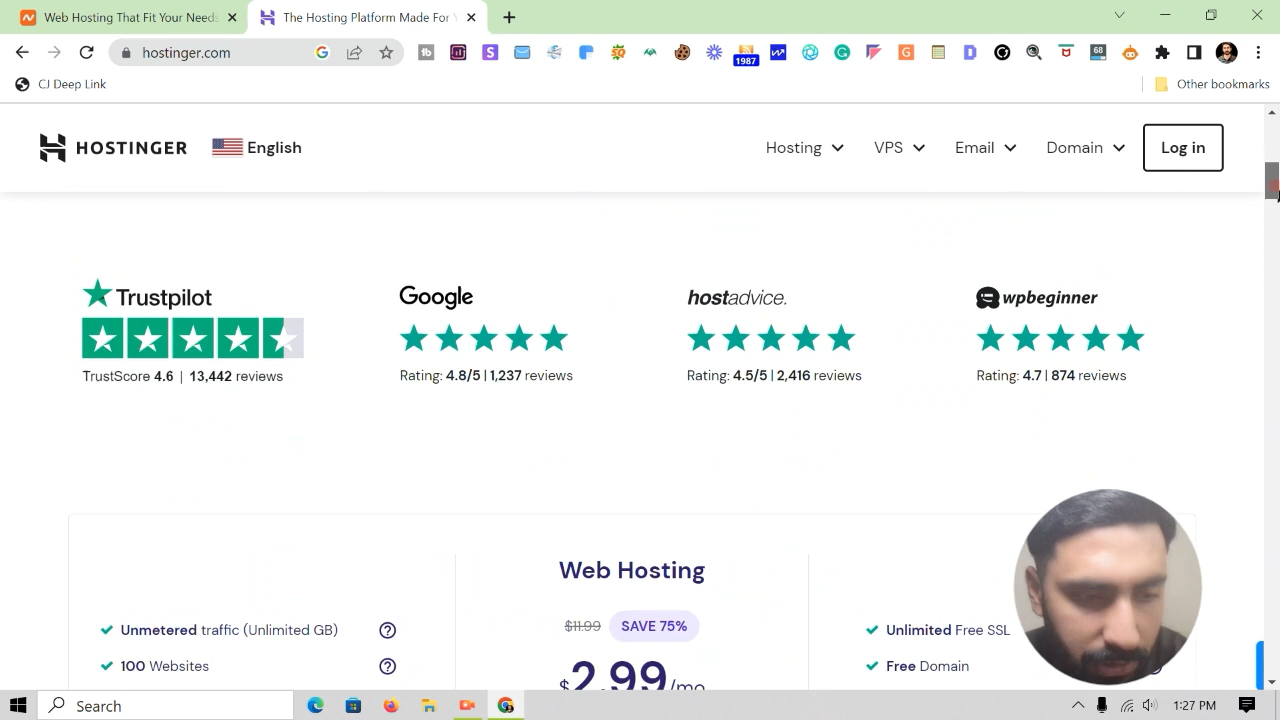 Web Hosting That Fit Your Needs
The Hosting Platform Made For Y
hostinger.com
1987
68
CJ Deep Link
Other bookmarks
HOSTINGER
English
Hosting
VPS
Email
Domain
Log in
Trustpilot
Google
hostadvice.
wpbeginner
TrustScore 4.6 | 13,442 reviews
Rating: 4.8/5 | 1,237 reviews
Rating: 4.5/5 | 2,416 reviews
Rating: 4.7 | 874 reviews
Web Hosting
$11.99 SAVE 75%
$2.99/mo
Unmetered traffic (Unlimited GB)
100 Websites
Unlimited Free SSL
Free Domain
Search
1:27 PM